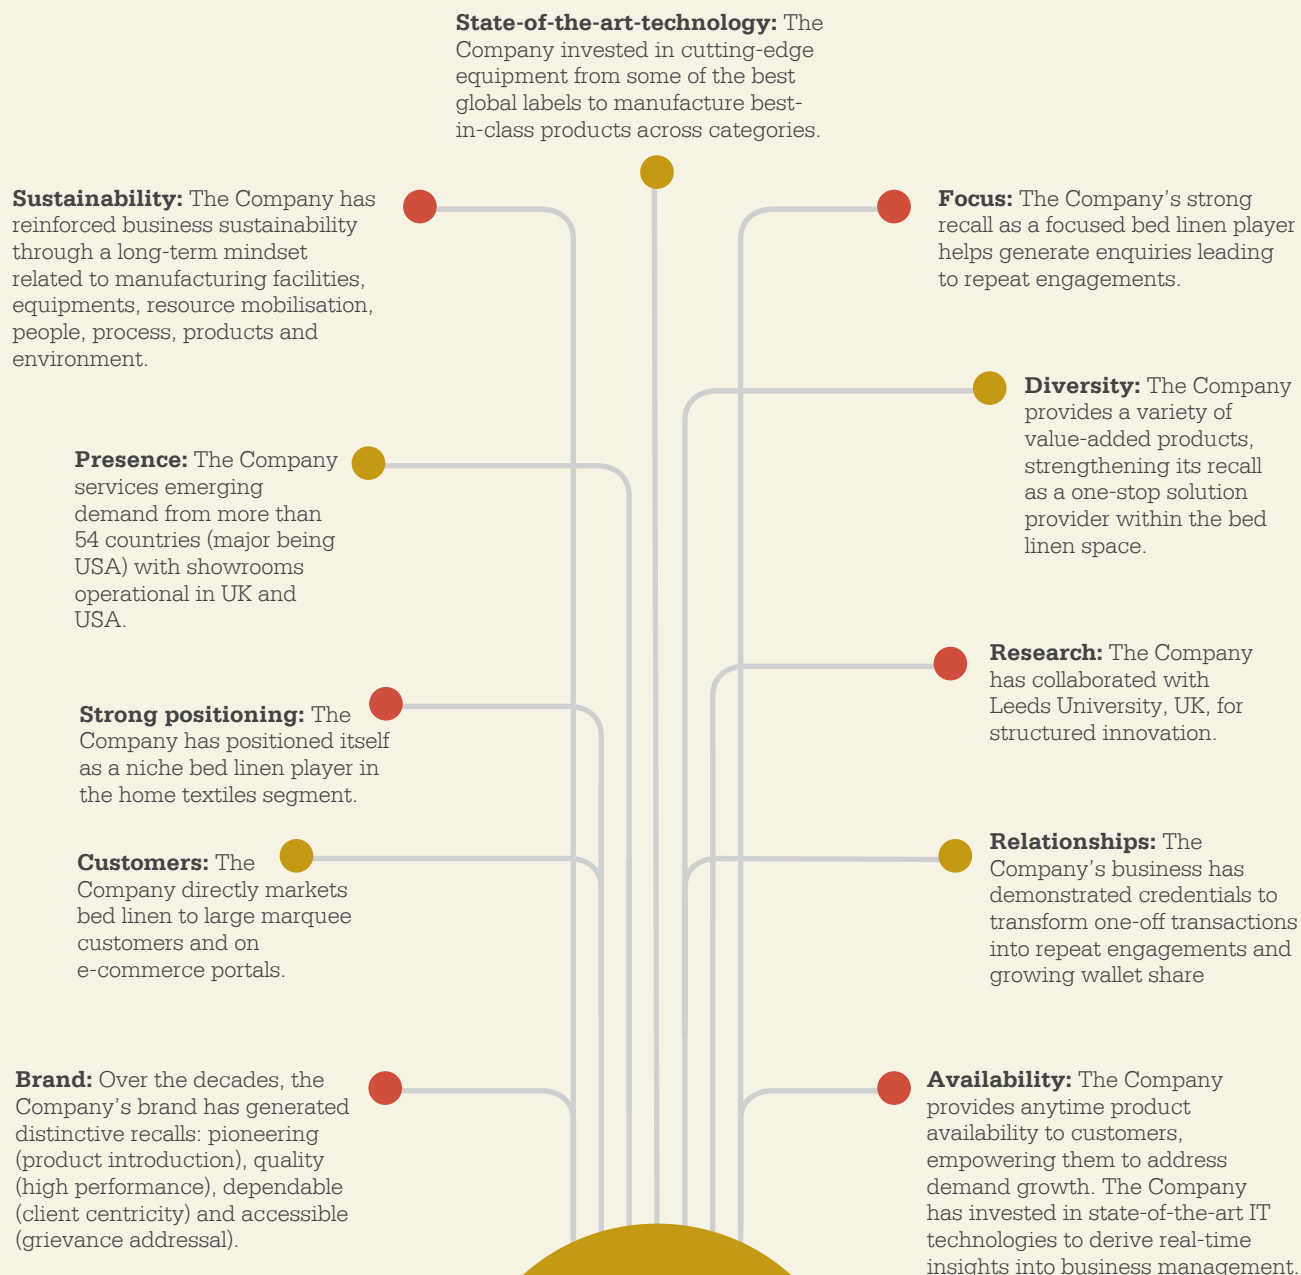 State-of-the-art-technology: The
Company invested in cutting-edge
equipment from some of the best
global labels to manufacture best-
in-class products across categories.
Sustainability: The Company has
reinforced business sustainability
through a long-term mindset
related to manufacturing facilities,
equipments, resource mobilisation,
people, process, products and
environment.
Focus: The Company's strong
recall as a focused bed linen player
helps generate enquiries leading
to repeat engagements.
Diversity: The Company
provides a variety of
value-added products,
strengthening its recall
as a one-stop solution
provider within the bed
linen space.
Presence: The Company
services emerging
demand from more than
54 countries (major being
USA) with showrooms
operational in UK and
USA.
Research: The Company
has collaborated with
Leeds University, UK, for
structured innovation.
Strong positioning: The
Company has positioned itself
as a niche bed linen player in
the home textiles segment.
Relationships: The
Company's business has
demonstrated credentials to
transform one-off transactions
into repeat engagements and
growing wallet share
Customers: The
Company directly markets
bed linen to large marquee
customers and on
e-commerce portals.
Brand: Over the decades, the
Company's brand has generated
distinctive recalls: pioneering
(product introduction), quality
(high performance), dependable
(client centricity) and accessible
(grievance addressal).
Availability: The Company
provides anytime product
availability to customers,
empowering them to address
demand growth. The Company
has invested in state-of-the-art IT
technologies to derive real-time
insights into business management.